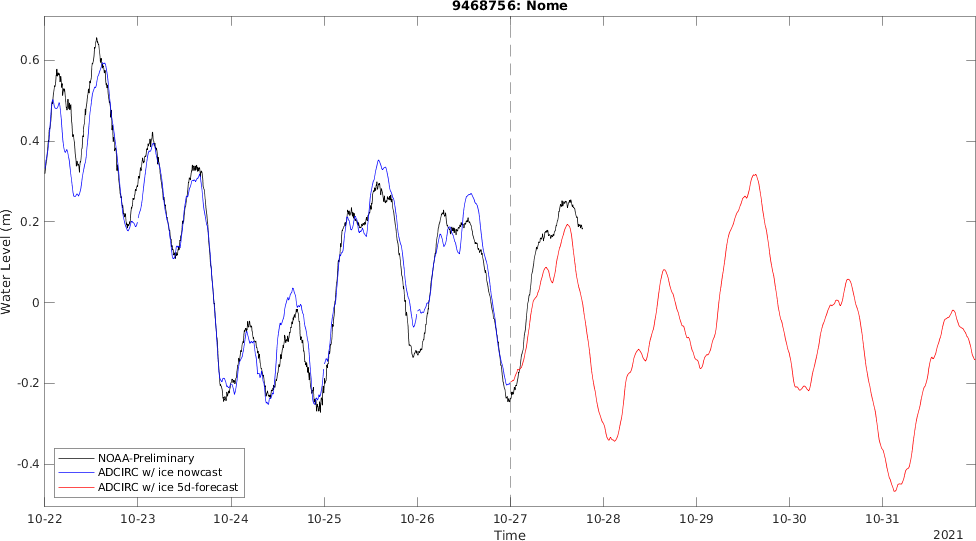 9468756: Nome
Water Level (m)
0.6
0.4
0.2
0
-0.2
-0.4
NOAA-Preliminary
ADCIRC w/ ice nowcast
ADCIRC w/ ice 5d-forecast
10-22 10-23 10-24 10-25 10-26 10-27 10-28 10-29 10-30 10-31
Time
2021